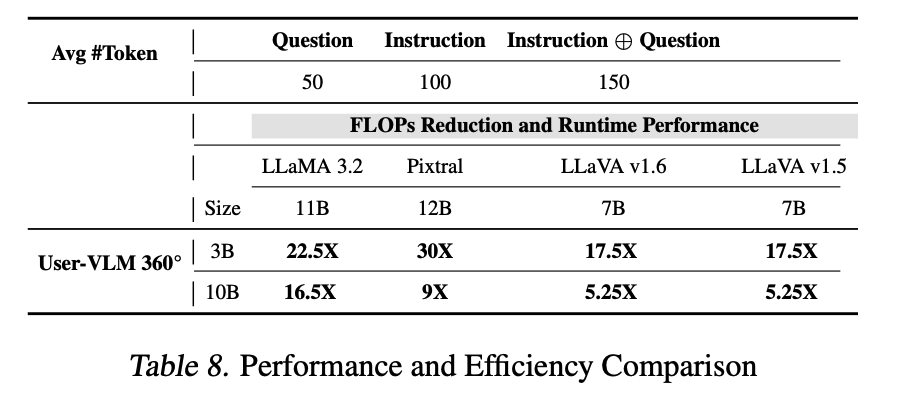 Avg #Token Question Instruction Instruction ⊕ Question
50 100 150
FLOPs Reduction and Runtime Performance
LLaMA 3.2 Pixtral LLaVA v1.6 LLaVA v1.5
Size 11B 12B 7B 7B
User-VLM 360° 3B 22.5X 30X 17.5X 17.5X
10B 16.5X 9X 5.25X 5.25X
Table 8. Performance and Efficiency Comparison